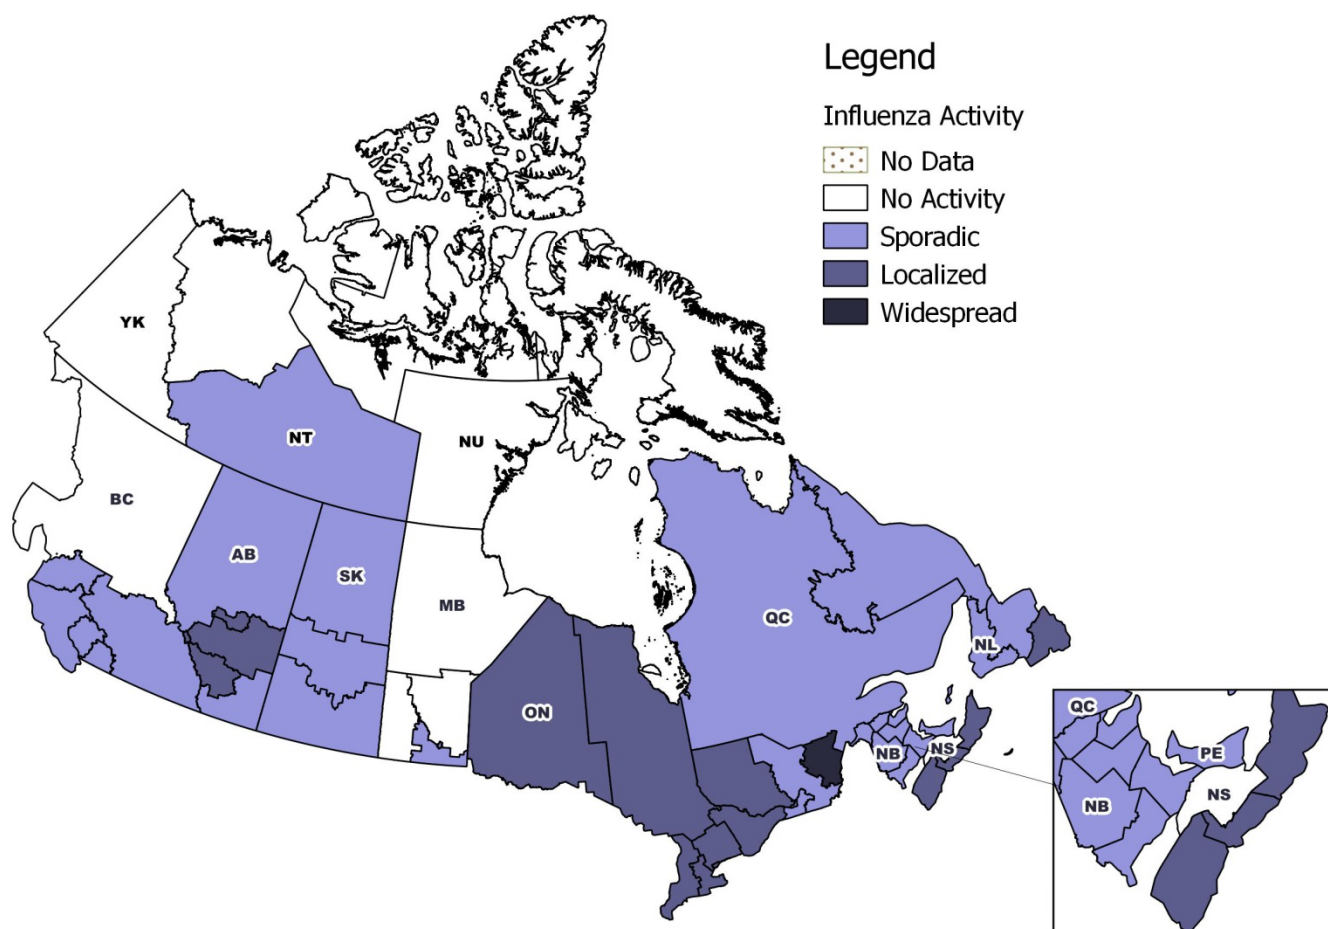 Legend
Influenza Activity
No Data
No Activity
Sporadic
Localized
Widespread
YK
NT
NU
BC
AB
SK
MB
QC
NL
ON
NB
NS
QC
PE
NS
NB